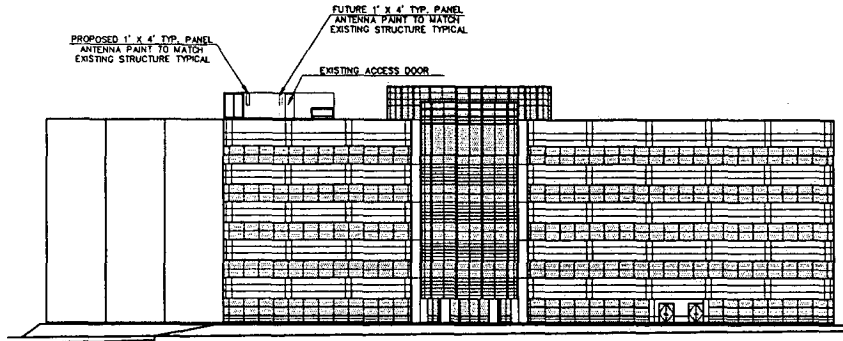 FUTURE 1' X 4' TYP. PANEL
ANTENNA PAINT TO MATCH
EXISTING STRUCTURE TYPICAL
PROPOSED 1' X 4' TYP. PANEL
ANTENNA PAINT TO MATCH
EXISTING STRUCTURE TYPICAL
EXISTING ACCESS DOOR